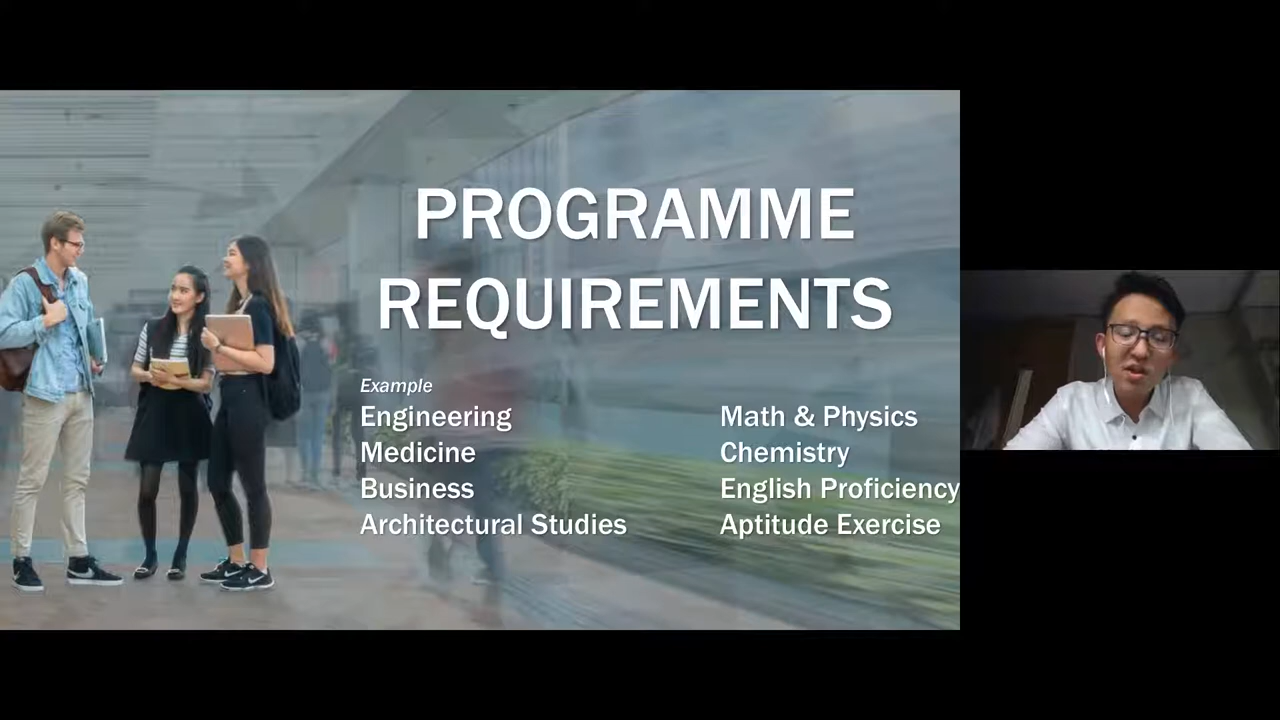 PROGRAMME
REQUIREMENTS
Example
Engineering Math & Physics
Medicine Chemistry
Business English Proficiency
Architectural Studies Aptitude Exercise